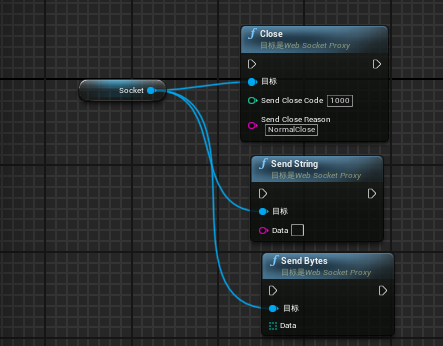 Close
目标是Web Socket Proxy
目标
Socket
Send Close Code 1000
Send Close Reason
NormalClose
Send String
目标是Web Socket Proxy
目标
Data
Send Bytes
目标是Web Socket Proxy
目标
Data